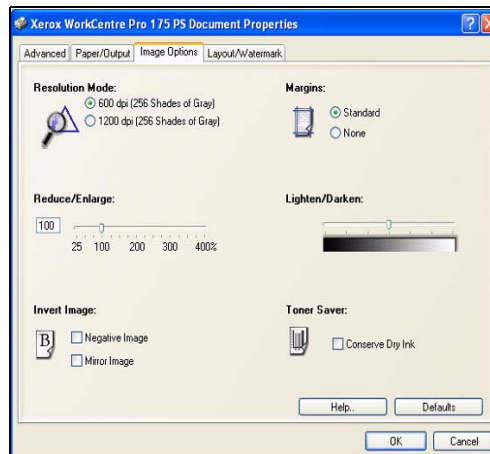 Xerox WorkCentre Pro 175 PS Document Properties
Advanced Paper/Output Image Options Layout/Watermark
Resolution Mode:
600 dpi (256 Shades of Gray)
1200 dpi (256 Shades of Gray)
Margins:
Standard
None
Reduce/Enlarge:
100
25 100 200 300 400%
Lighten/Darken:
Invert Image:
B
Negative Image
Mirror Image
Toner Saver:
Conserve Dry Ink
Help.. Defaults
OK Cancel